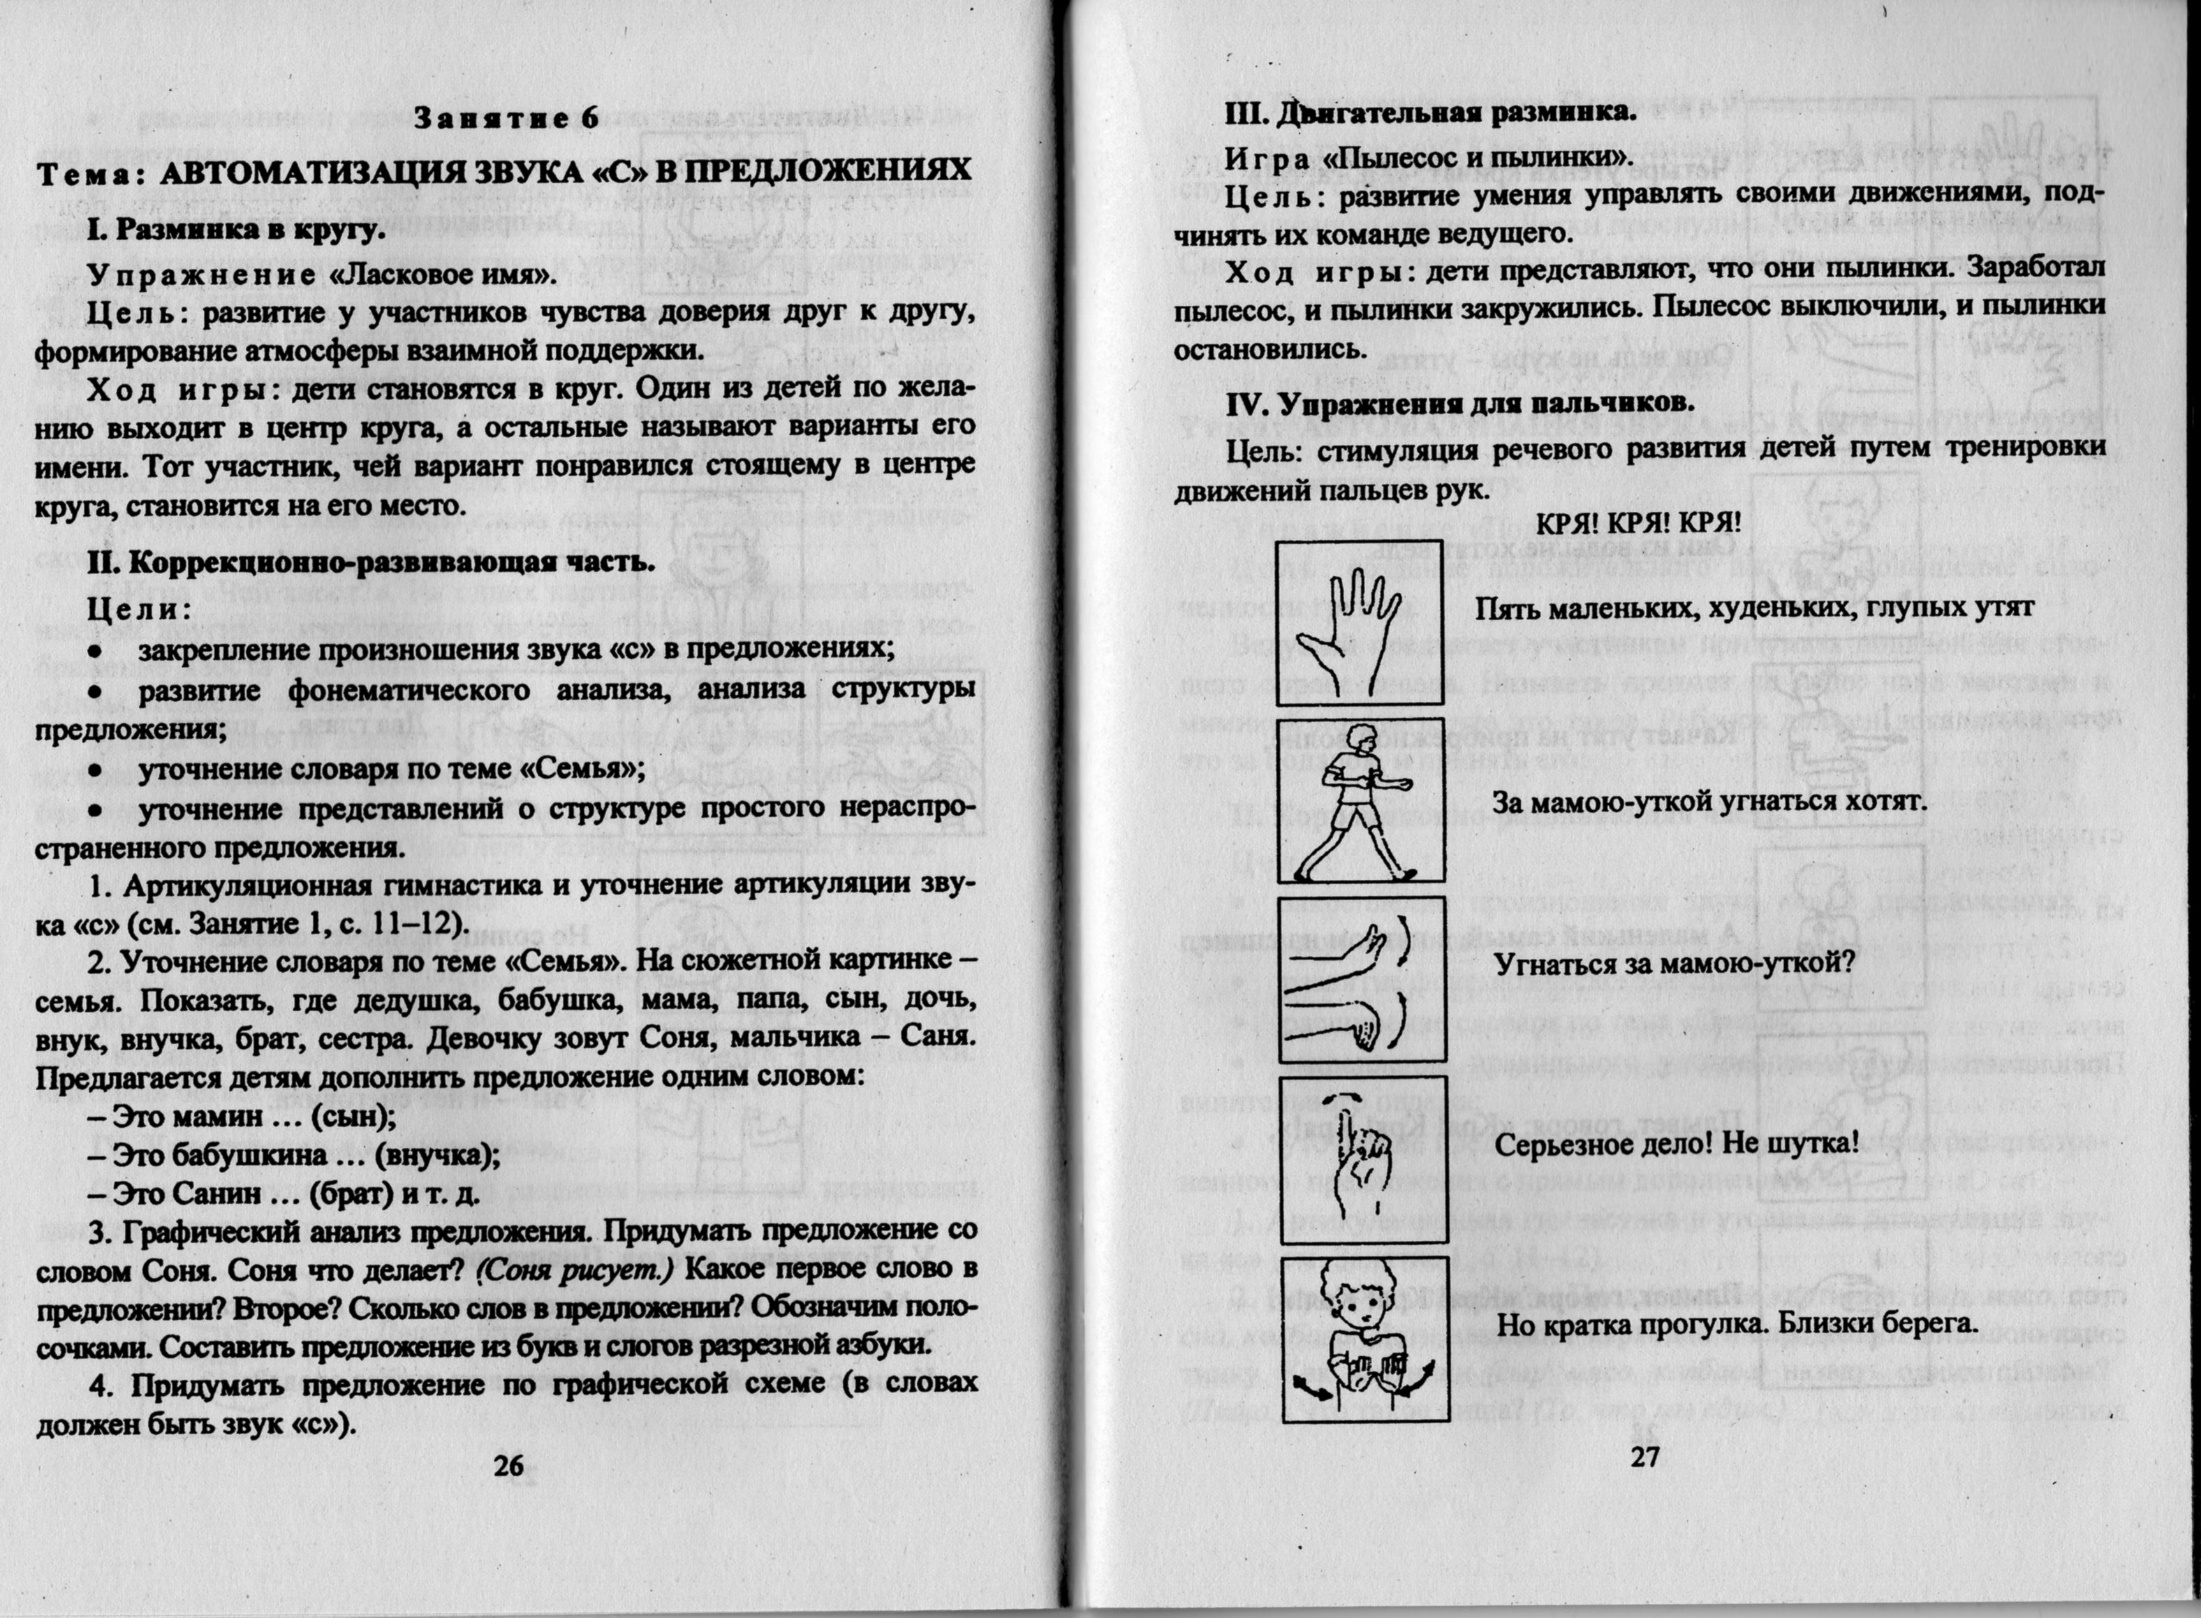 Занятие 6
Тема: АВТОМАТИЗАЦИЯ ЗВУКА «С» В ПРЕДЛОЖЕНИЯХ
I. Разминка в кругу.
Упражнение «Ласковое имя».
Цель: развитие у участников чувства доверия друг к другу,
формирование атмосферы взаимной поддержки.
Ход игры: дети становятся в круг. Один из детей по жела-
нию выходит в центр круга, а остальные называют варианты его
имени. Тот участник, чей вариант понравился стоящему в центре
круга, становится на его место.
II. Коррекционно-развивающая часть.
Цели:
• закрепление произношения звука «с» в предложениях;
• развитие фонематического анализа, анализа структуры
предложения;
• уточнение словаря по теме «Семья»;
• уточнение представлений о структуре простого нераспро-
страненного предложения.
1. Артикуляционная гимнастика и уточнение артикуляции зву-
ка «с» (см. Занятие 1, с. 11–12).
2. Уточнение словаря по теме «Семья». На сюжетной картинке –
семья. Показать, где дедушка, бабушка, мама, папа, сын, дочь,
внук, внучка, брат, сестра. Девочку зовут Соня, мальчика – Саня.
Предлагается детям дополнить предложение одним словом:
– Это мамин ... (сын);
– Это бабушкина ... (внучка);
– Это Санин ... (брат) и т. д.
3. Графический анализ предложения. Придумать предложение со
словом Соня. Соня что делает? (Соня рисует.) Какое первое слово в
предложении? Второе? Сколько слов в предложении? Обозначим поло-
сочками. Составить предложение из букв и слогов разрезной азбуки.
4. Придумать предложение по графической схеме (в словах
должен быть звук «с»).
26
III. Двигательная разминка.
Игра «Пылесос и пылинки».
Цель: развитие умения управлять своими движениями, под-
чинять их команде ведущего.
Ход игры: дети представляют, что они пылинки. Заработал
пылесос, и пылинки закружились. Пылесос выключили, и пылинки
остановились.
IV. Упражнения для пальчиков.
Цель: стимуляция речевого развития детей путем тренировки
движений пальцев рук.
КРЯ! КРЯ! КРЯ!
Пять маленьких, худеньких, глупых утят
За мамою-уткой угнаться хотят.
Угнаться за мамою-уткой?
Серьезное дело! Не шутка!
Но кратка прогулка. Близки берега.
27